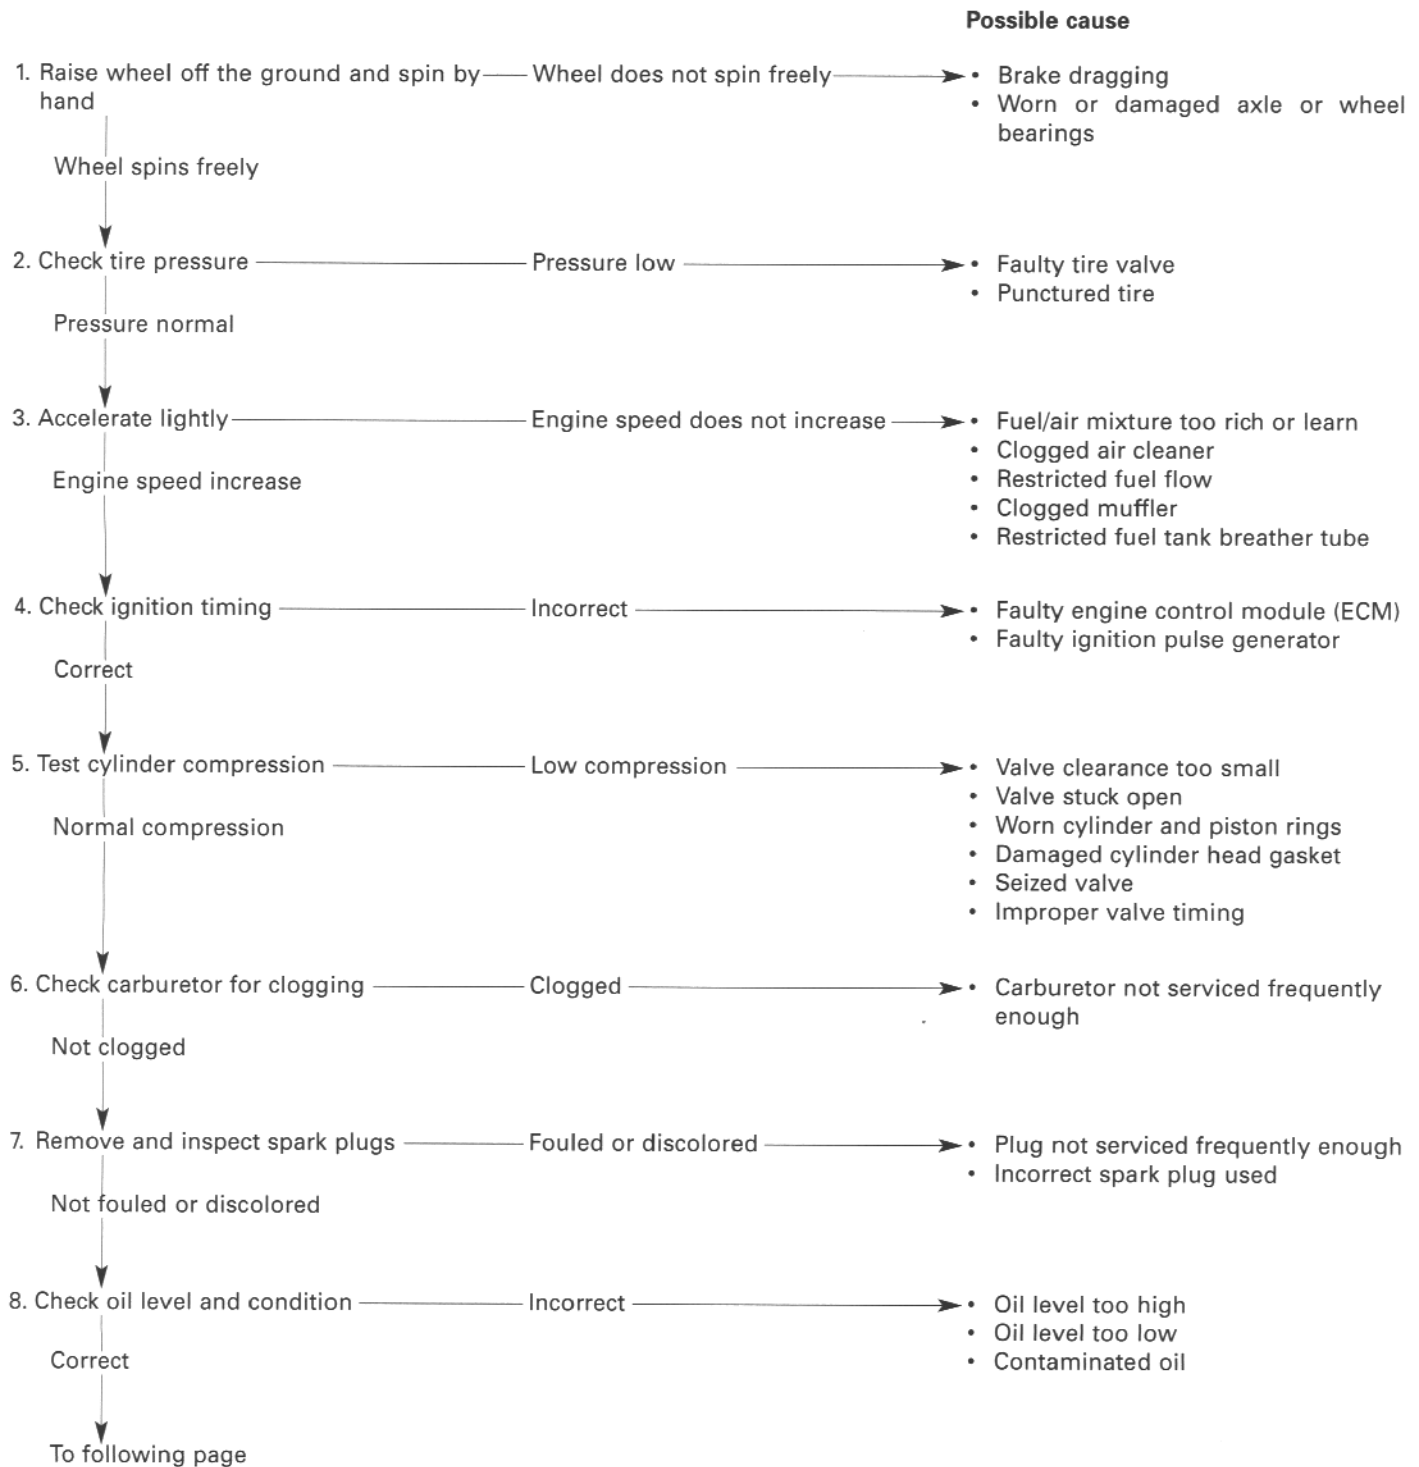 Possible cause
1. Raise wheel off the ground and spin by
hand
Wheel does not spin freely
• Brake dragging
• Worn or damaged axle or wheel
bearings
Wheel spins freely
2. Check tire pressure
Pressure low
• Faulty tire valve
• Punctured tire
Pressure normal
3. Accelerate lightly
Engine speed does not increase
• Fuel/air mixture too rich or learn
• Clogged air cleaner
• Restricted fuel flow
• Clogged muffler
• Restricted fuel tank breather tube
Engine speed increase
4. Check ignition timing
Incorrect
• Faulty engine control module (ECM)
• Faulty ignition pulse generator
Correct
5. Test cylinder compression
Low compression
• Valve clearance too small
• Valve stuck open
• Worn cylinder and piston rings
• Damaged cylinder head gasket
• Seized valve
• Improper valve timing
Normal compression
6. Check carburetor for clogging
Clogged
• Carburetor not serviced frequently
enough
Not clogged
7. Remove and inspect spark plugs
Fouled or discolored
• Plug not serviced frequently enough
• Incorrect spark plug used
Not fouled or discolored
8. Check oil level and condition
Incorrect
• Oil level too high
• Oil level too low
• Contaminated oil
Correct
To following page